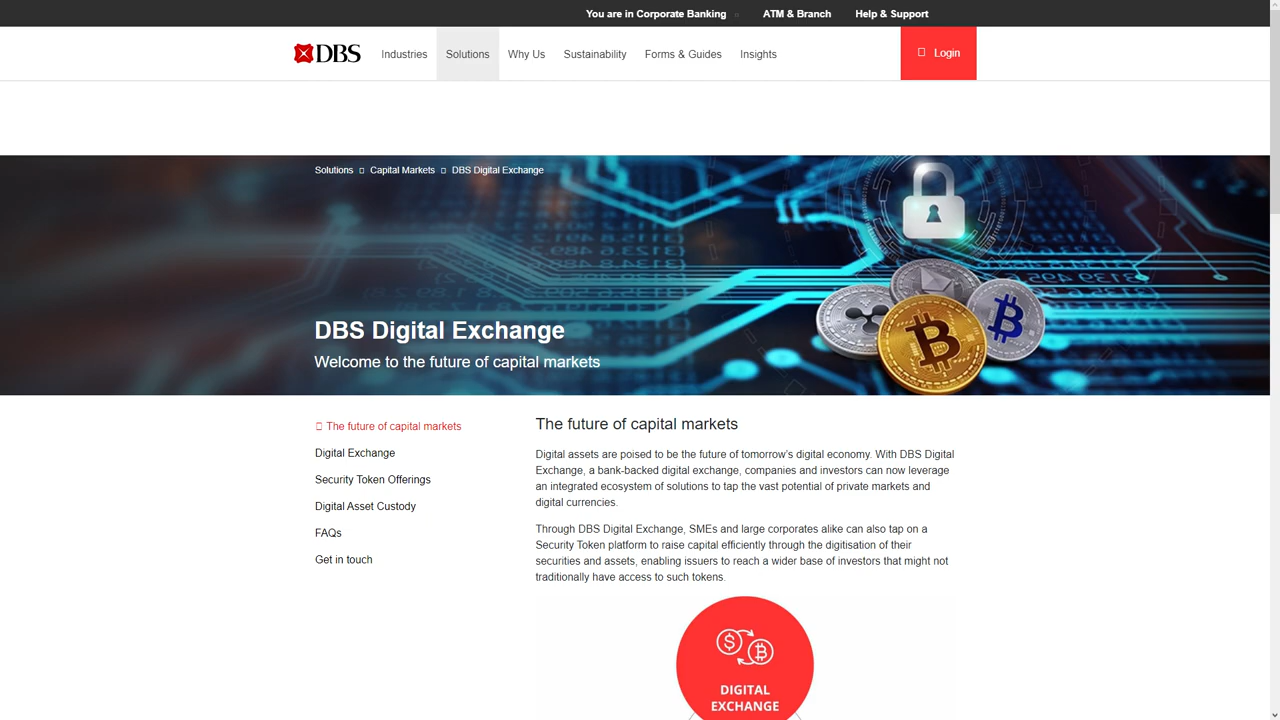 You are in Corporate Banking ATM & Branch Help & Support
DBS Industries Solutions Why Us Sustainability Forms & Guides Insights Login
Solutions Capital Markets DBS Digital Exchange
DBS Digital Exchange
Welcome to the future of capital markets
The future of capital markets
Digital Exchange
Security Token Offerings
Digital Asset Custody
FAQs
Get in touch
The future of capital markets
Digital assets are poised to be the future of tomorrow’s digital economy. With DBS Digital
Exchange, a bank-backed digital exchange, companies and investors can now leverage
an integrated ecosystem of solutions to tap the vast potential of private markets and
digital currencies.
Through DBS Digital Exchange, SMEs and large corporates alike can also tap on a
Security Token platform to raise capital efficiently through the digitisation of their
securities and assets, enabling issuers to reach a wider base of investors that might not
traditionally have access to such tokens.
DIGITAL
EXCHANGE